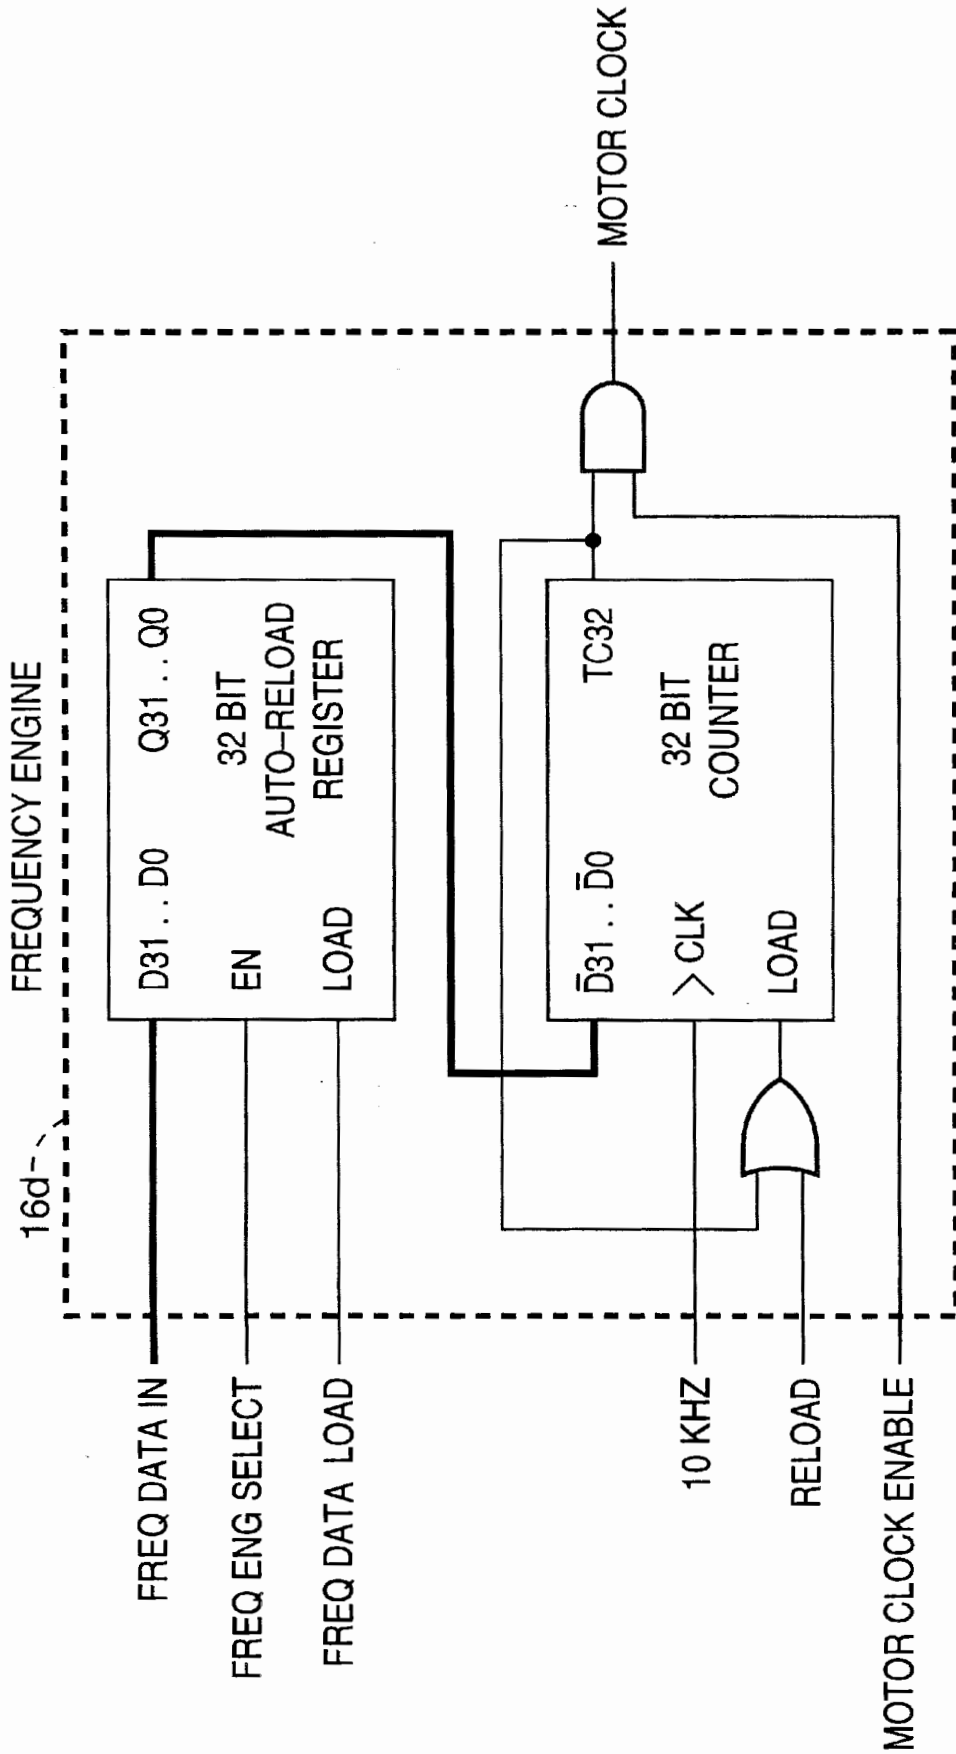 FREQUENCY ENGINE
16d
FREQ DATA IN
FREQ ENG SELECT
FREQ DATA LOAD
D31 . . D0 Q31 . . Q0
EN
LOAD
32 BIT
AUTO–RELOAD
REGISTER
10 KHZ
RELOAD
MOTOR CLOCK ENABLE
D̅31 . . D̅0 TC32
>CLK
LOAD
32 BIT
COUNTER
MOTOR CLOCK